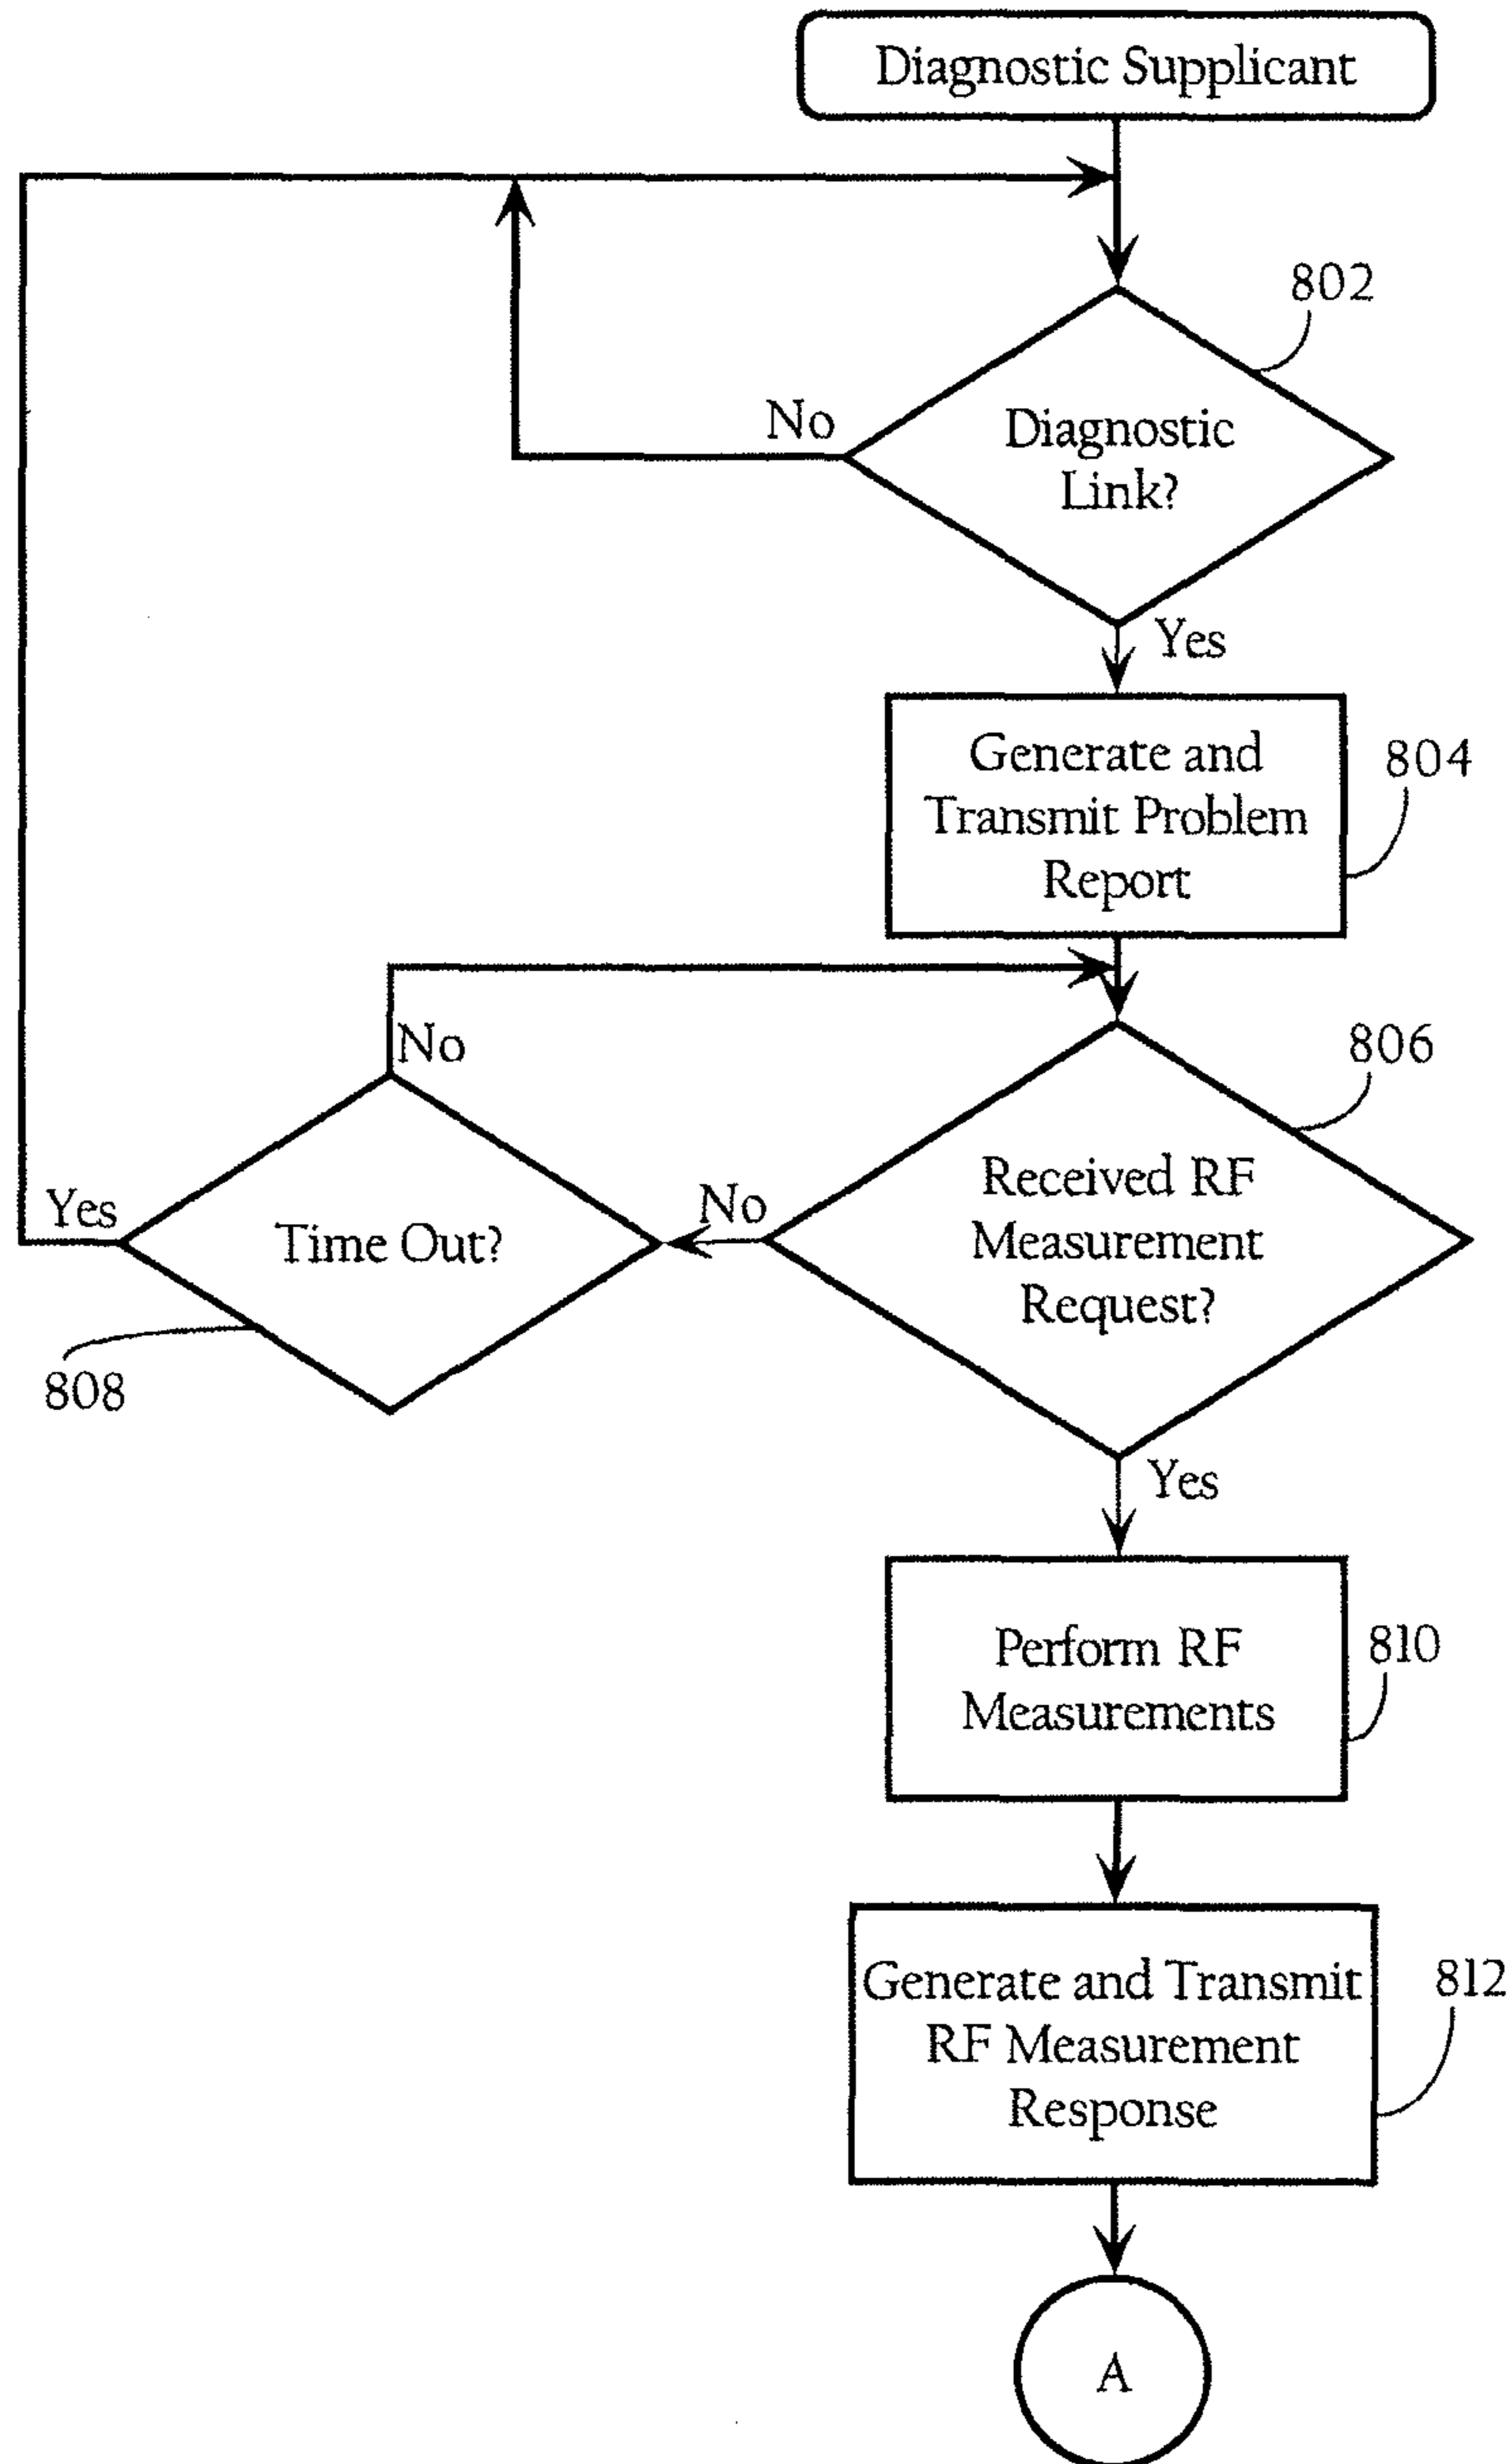 Diagnostic Supplicant
802
No
Diagnostic
Link?
Yes
Generate and
Transmit Problem
Report
804
No
806
Received RF
Measurement
Request?
No
Yes
Time Out?
808
Yes
Perform RF
Measurements
810
Generate and Transmit
RF Measurement
Response
812
A